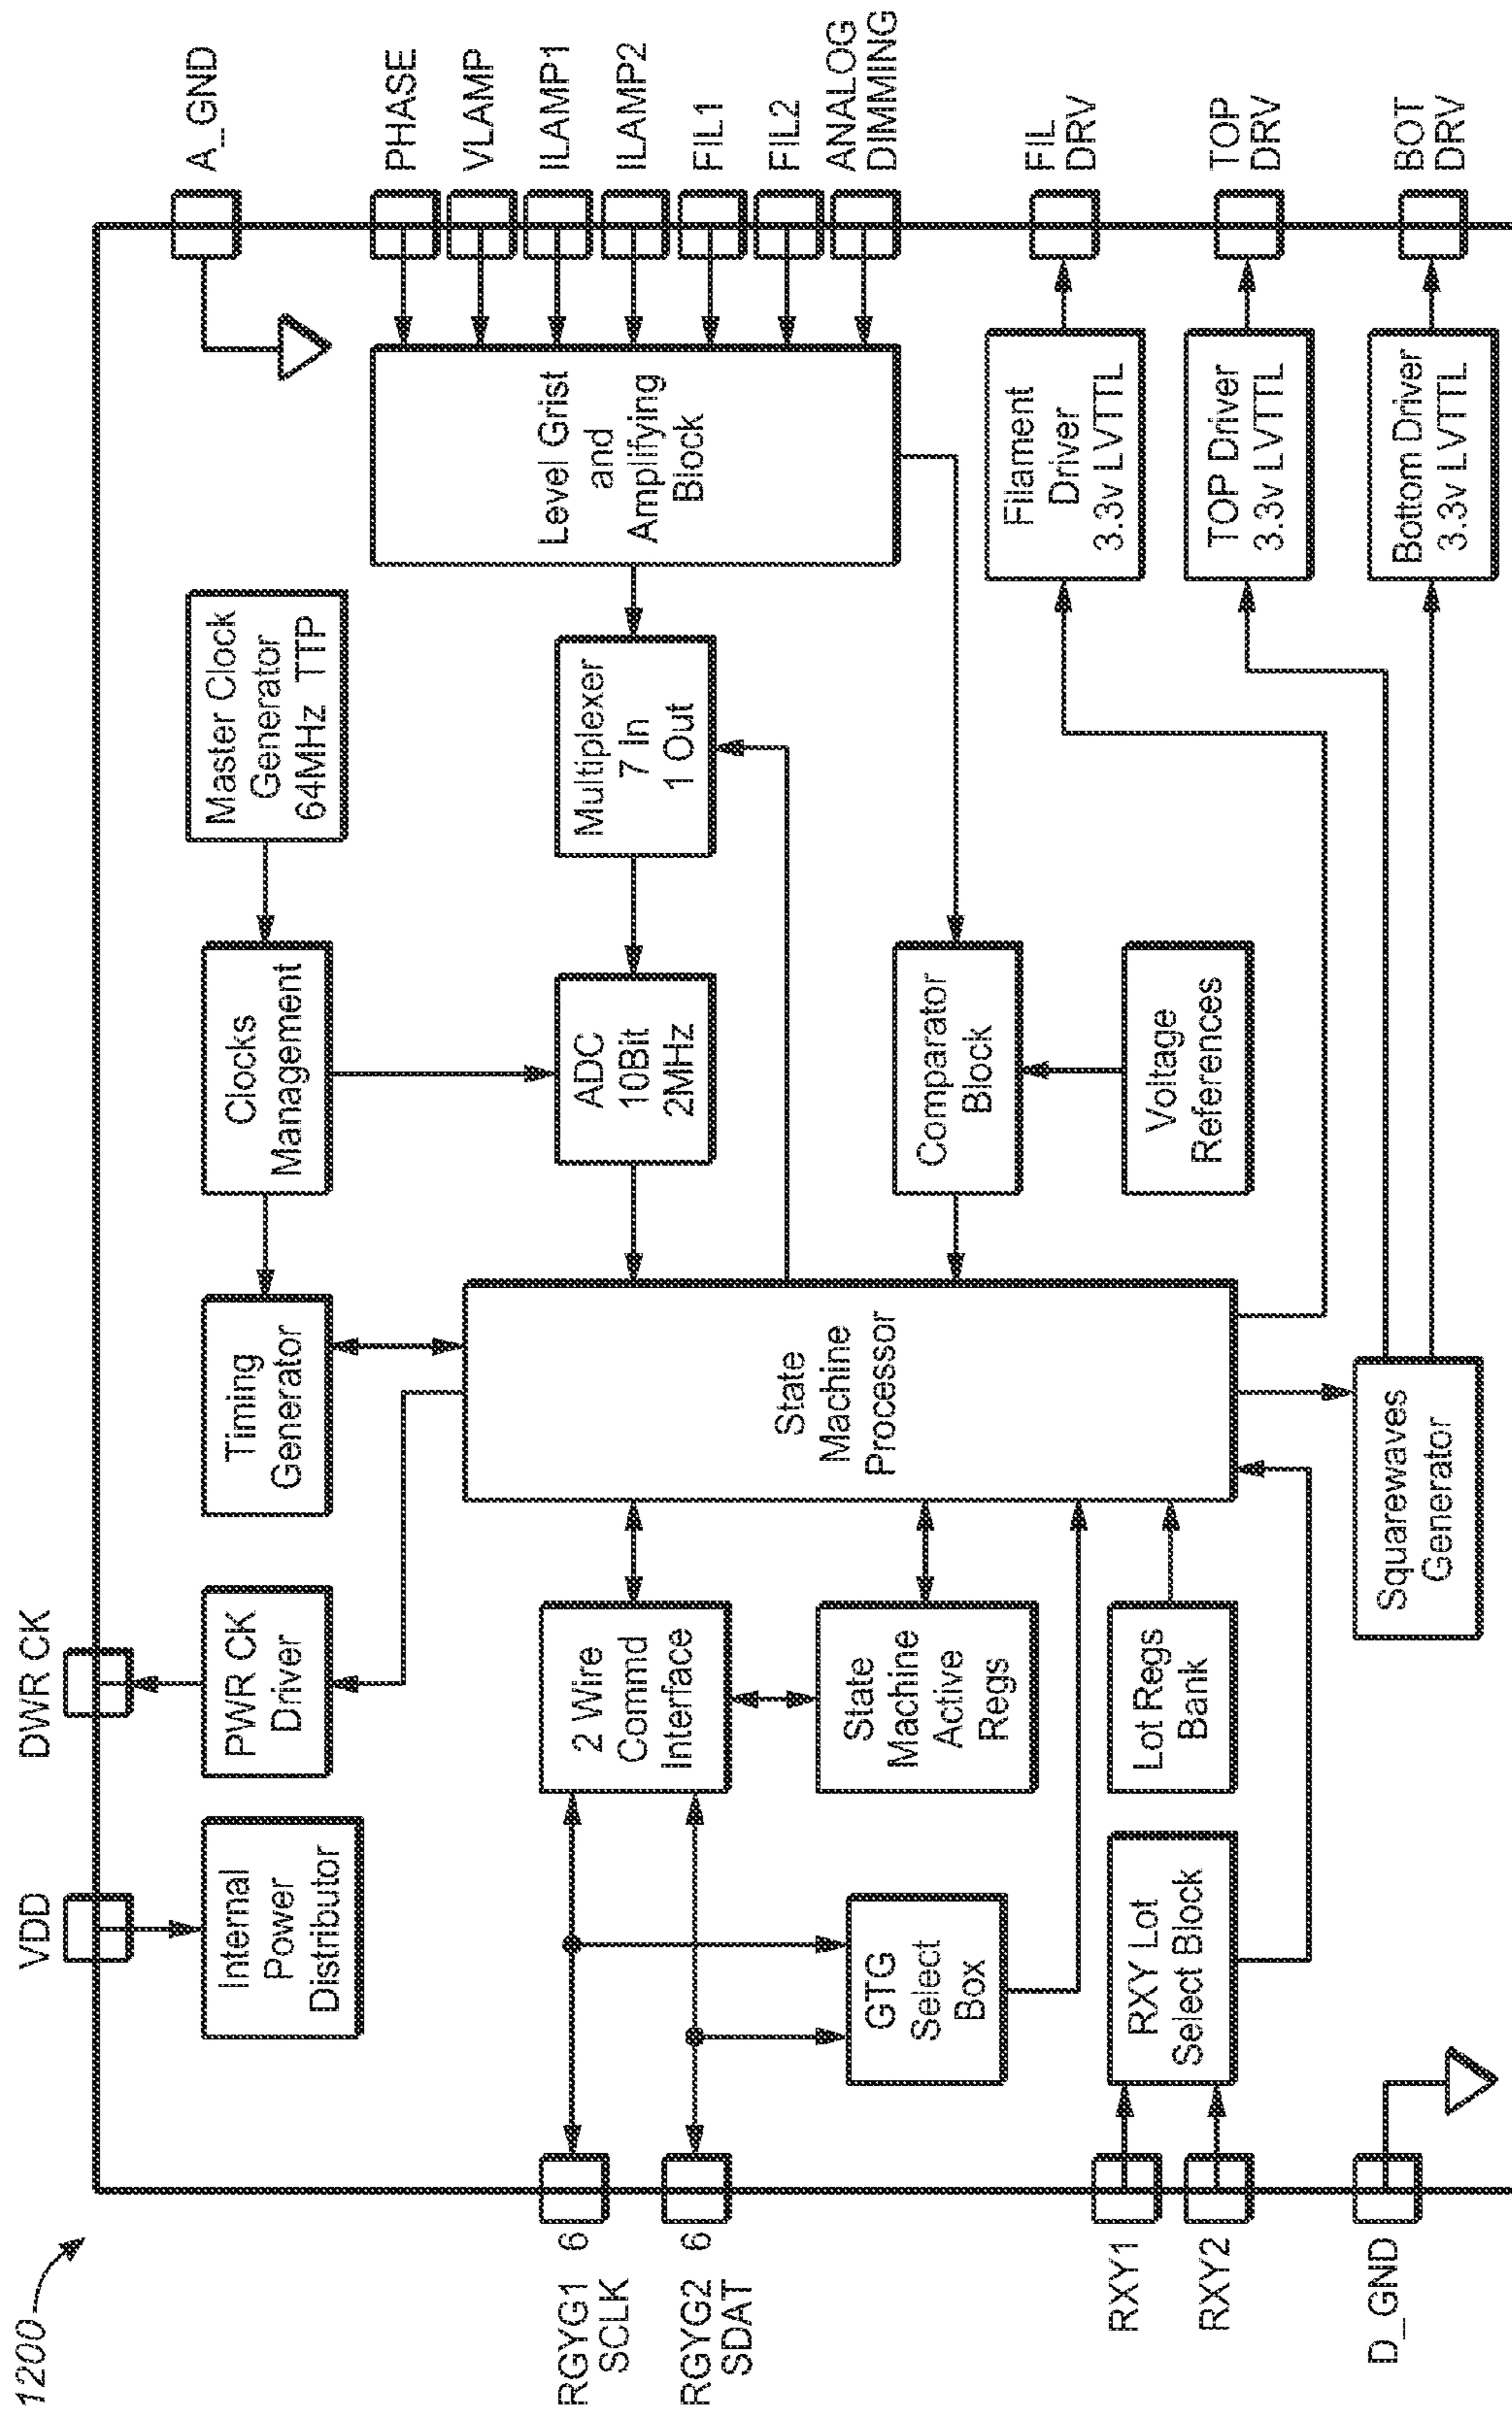 1200
VDD
DWR CK
A_GND
Internal
Power
Distributor
PWR CK
Driver
Timing
Generator
Clocks
Management
Master Clock
Generator
64MHz TTP
PHASE
VLAMP
ILAMP1
ILAMP2
FIL1
FIL2
ANALOG
DIMMING
Level Grist
and
Amplifying
Block
Multiplexer
7 In
1 Out
ADC
10Bit
2MHz
State
Machine
Processor
2 Wire
Commd
Interface
RGYG1 6
SCLK
RGYG2 6
SDAT
State
Machine
Active
Regs
GTG
Select
Box
Comparator
Block
Voltage
References
Lot Regs
Bank
RXY Lot
Select Block
RXY1
RXY2
D_GND
Squarewaves
Generator
Filament
Driver
3.3v LVTTL
FIL
DRV
TOP Driver
3.3v LVTTL
TOP
DRV
Bottom Driver
3.3v LVTTL
BOT
DRV